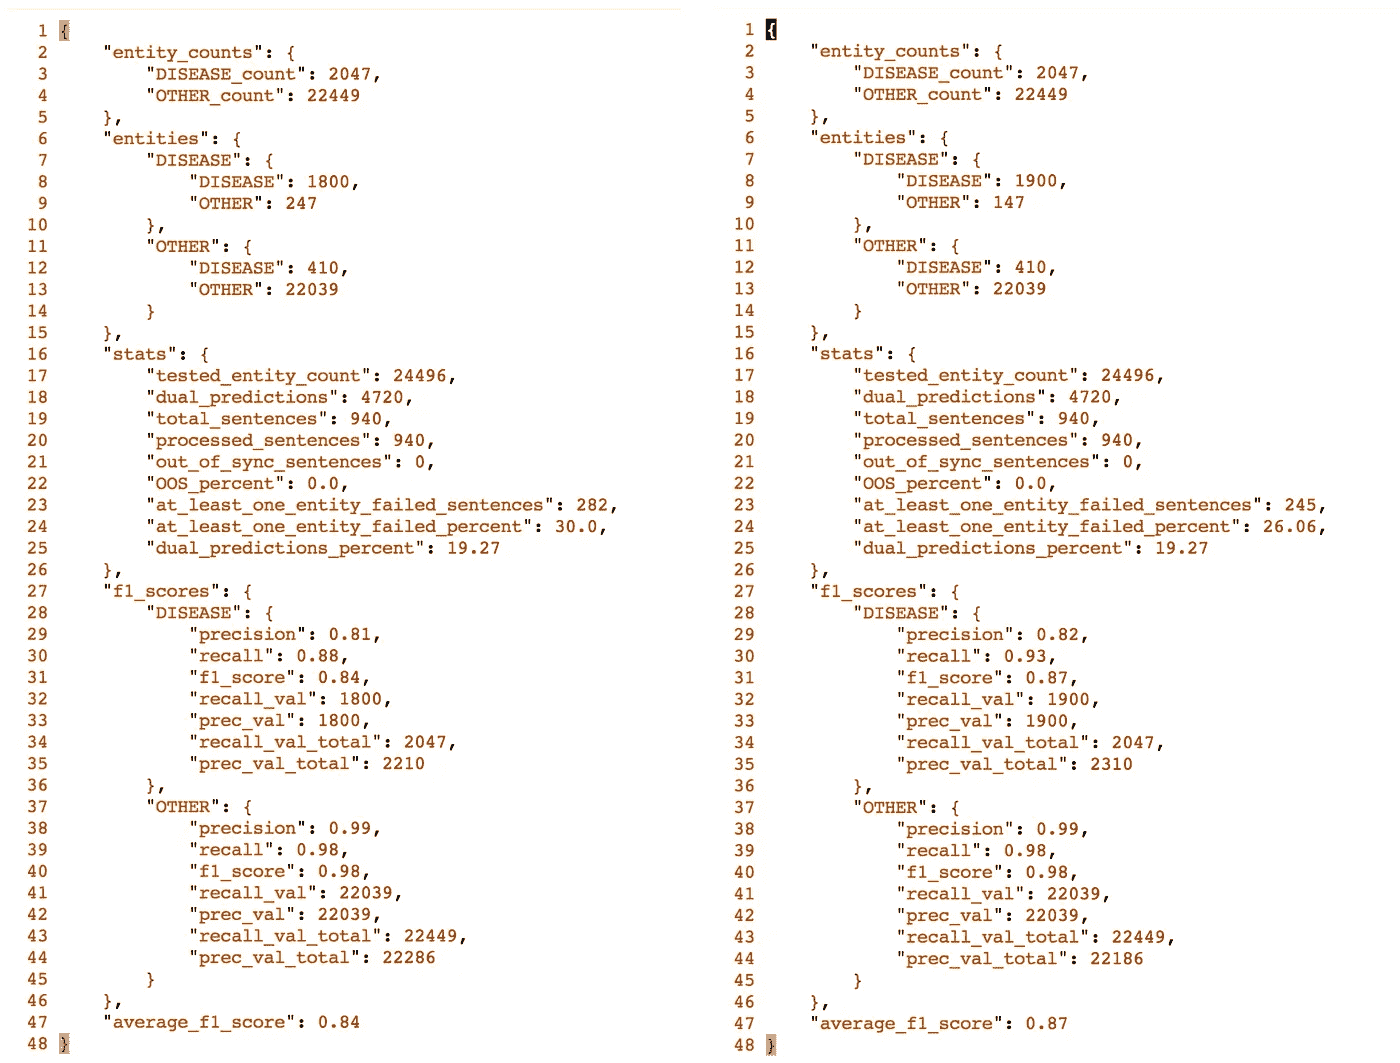 1 {
2 "entity_counts": {
3 "DISEASE_count": 2047,
4 "OTHER_count": 22449
5 },
6 "entities": {
7 "DISEASE": {
8 "DISEASE": 1800,
9 "OTHER": 247
10 },
11 "OTHER": {
12 "DISEASE": 410,
13 "OTHER": 22039
14 }
15 },
16 "stats": {
17 "tested_entity_count": 24496,
18 "dual_predictions": 4720,
19 "total_sentences": 940,
20 "processed_sentences": 940,
21 "out_of_sync_sentences": 0,
22 "OOS_percent": 0.0,
23 "at_least_one_entity_failed_sentences": 282,
24 "at_least_one_entity_failed_percent": 30.0,
25 "dual_predictions_percent": 19.27
26 },
27 "f1_scores": {
28 "DISEASE": {
29 "precision": 0.81,
30 "recall": 0.88,
31 "f1_score": 0.84,
32 "recall_val": 1800,
33 "prec_val": 1800,
34 "recall_val_total": 2047,
35 "prec_val_total": 2210
36 },
37 "OTHER": {
38 "precision": 0.99,
39 "recall": 0.98,
40 "f1_score": 0.98,
41 "recall_val": 22039,
42 "prec_val": 22039,
43 "recall_val_total": 22449,
44 "prec_val_total": 22286
45 }
46 },
47 "average_f1_score": 0.84
48 }
1 {
2 "entity_counts": {
3 "DISEASE_count": 2047,
4 "OTHER_count": 22449
5 },
6 "entities": {
7 "DISEASE": {
8 "DISEASE": 1900,
9 "OTHER": 147
10 },
11 "OTHER": {
12 "DISEASE": 410,
13 "OTHER": 22039
14 }
15 },
16 "stats": {
17 "tested_entity_count": 24496,
18 "dual_predictions": 4720,
19 "total_sentences": 940,
20 "processed_sentences": 940,
21 "out_of_sync_sentences": 0,
22 "OOS_percent": 0.0,
23 "at_least_one_entity_failed_sentences": 245,
24 "at_least_one_entity_failed_percent": 26.06,
25 "dual_predictions_percent": 19.27
26 },
27 "f1_scores": {
28 "DISEASE": {
29 "precision": 0.82,
30 "recall": 0.93,
31 "f1_score": 0.87,
32 "recall_val": 1900,
33 "prec_val": 1900,
34 "recall_val_total": 2047,
35 "prec_val_total": 2310
36 },
37 "OTHER": {
38 "precision": 0.99,
39 "recall": 0.98,
40 "f1_score": 0.98,
41 "recall_val": 22039,
42 "prec_val": 22039,
43 "recall_val_total": 22449,
44 "prec_val_total": 22186
45 }
46 },
47 "average_f1_score": 0.87
48 }